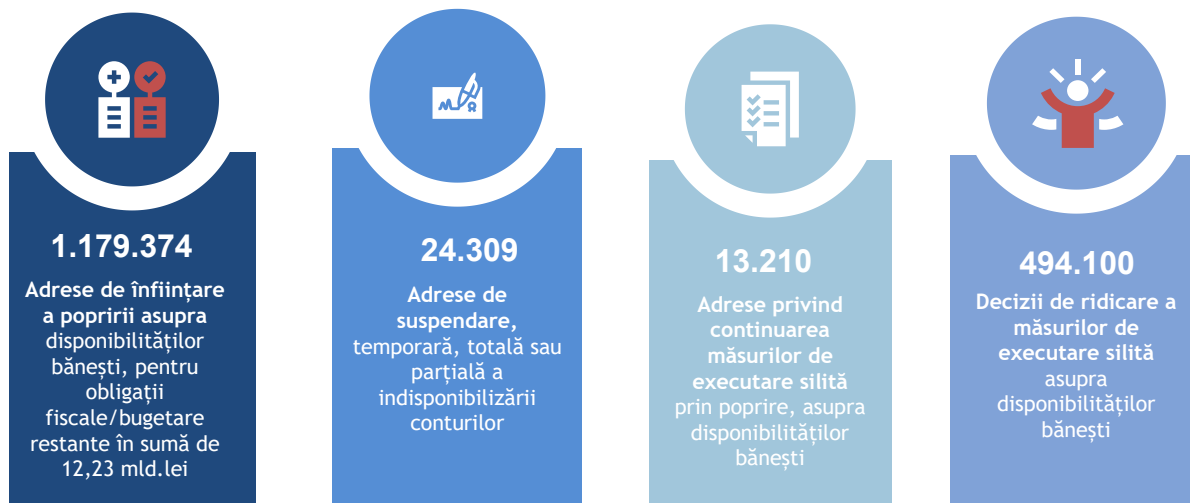 1.179.374
Adrese de înființare
a popririi asupra
disponibilităților
bănești, pentru
obligații
fiscale/bugetare
restante în sumă de
12,23 mld.lei
24.309
Adrese de
suspendare,
temporară, totală sau
parțială a
indisponibilizării
conturilor
13.210
Adrese privind
continuarea
măsurilor de
executare silită
prin poprire, asupra
disponibilităților
bănești
494.100
Decizii de ridicare a
măsurilor de
executare silită
asupra
disponibilităților
bănești